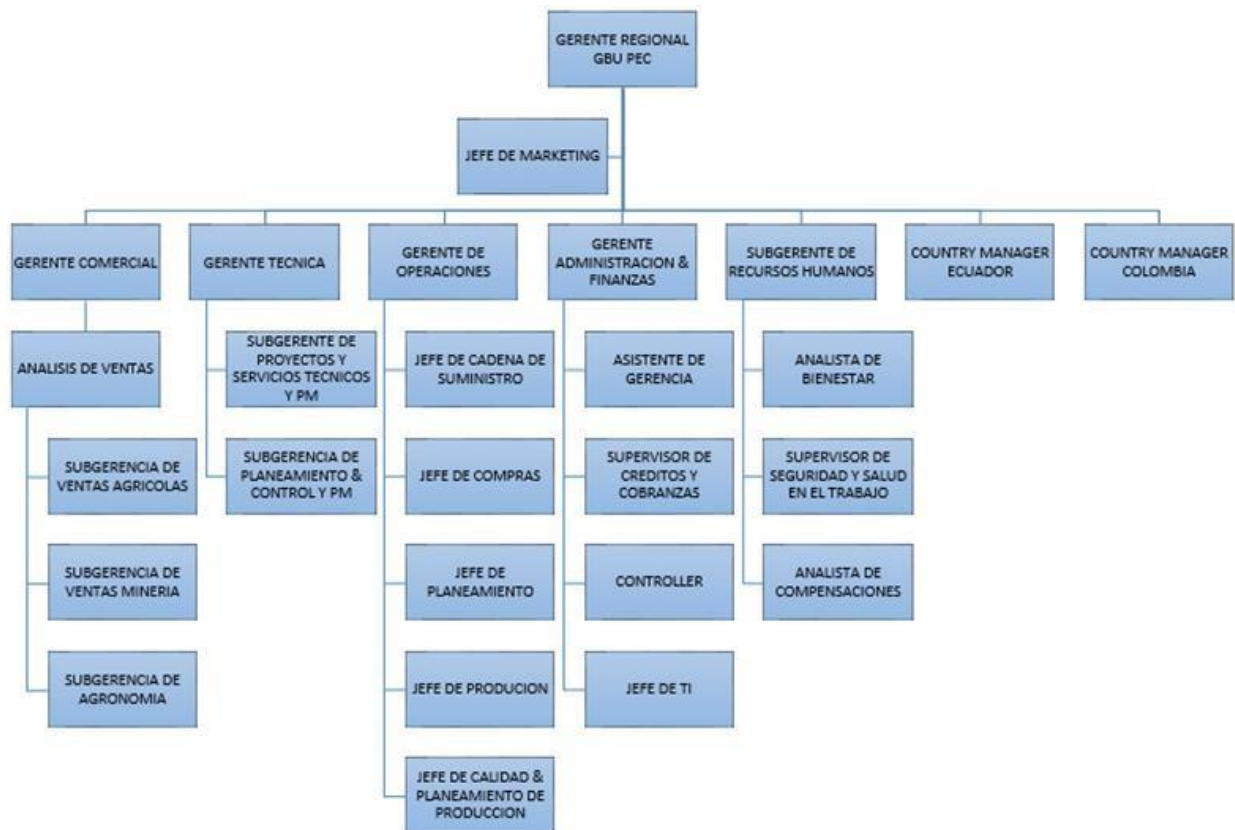 GERENTE REGIONAL
GBU PEC
JEFE DE MARKETING
GERENTE COMERCIAL
GERENTE TECNICA
GERENTE DE
OPERACIONES
GERENTE
ADMINISTRACION &
FINANZAS
SUBGERENTE DE
RECURSOS HUMANOS
COUNTRY MANAGER
ECUADOR
COUNTRY MANAGER
COLOMBIA
ANALISIS DE VENTAS
SUBGERENCIA DE
VENTAS AGRICOLAS
SUBGERENCIA DE
VENTAS MINERIA
SUBGERENCIA DE
AGRONOMIA
SUBGERENTE DE
PROYECTOS Y
SERVICIOS TECNICOS
Y PM
SUBGERENCIA DE
PLANEAMIENTO &
CONTROL Y PM
JEFE DE CADENA DE
SUMINISTRO
JEFE DE COMPRAS
JEFE DE
PLANEAMIENTO
JEFE DE PRODUCION
JEFE DE CALIDAD &
PLANEAMIENTO DE
PRODUCCION
ASISTENTE DE
GERENCIA
SUPERVISOR DE
CREDITOS Y
COBRANZAS
CONTROLLER
JEFE DE TI
ANALISTA DE
BIENESTAR
SUPERVISOR DE
SEGURIDAD Y SALUD
EN EL TRABAJO
ANALISTA DE
COMPENSACIONES